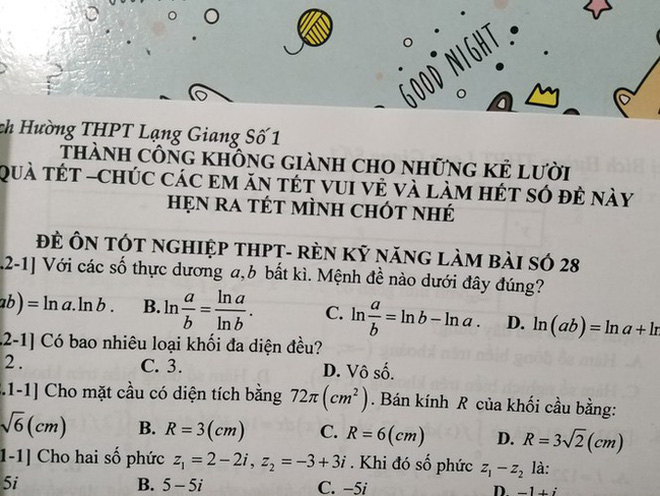 GOOD NIGHT
ch Hường THPT Lạng Giang Số 1
THÀNH CÔNG KHÔNG GIÀNH CHO NHỮNG KẺ LƯỜI
QUÀ TẾT –CHÚC CÁC EM ĂN TẾT VUI VẺ VÀ LÀM HẾT SỐ ĐỀ NÀY
HẸN RA TẾT MÌNH CHÓT NHÉ
ĐỀ ÔN TỐT NGHIỆP THPT- RÈN KỸ NĂNG LÀM BÀI SỐ 28
.2-1] Với các số thực dương a,b bất kì. Mệnh đề nào dưới đây đúng?
ab) = ln a.ln b . B. ln a/b = ln a/ln b . C. ln a/b = ln b – ln a . D. ln(ab) = ln a + ln
.2-1] Có bao nhiêu loại khối đa diện đều?
2 . C. 3. D. Vô số.
.1-1] Cho mặt cầu có diện tích bằng 72π(cm²). Bán kính R của khối cầu bằng:
√6(cm) B. R = 3(cm) C. R = 6(cm) D. R = 3√2(cm)
1-1] Cho hai số phức z₁ = 2 – 2i, z₂ = –3 + 3i . Khi đó số phức z₁ – z₂ là:
5i B. 5 – 5i C. –5i D. –1 + i